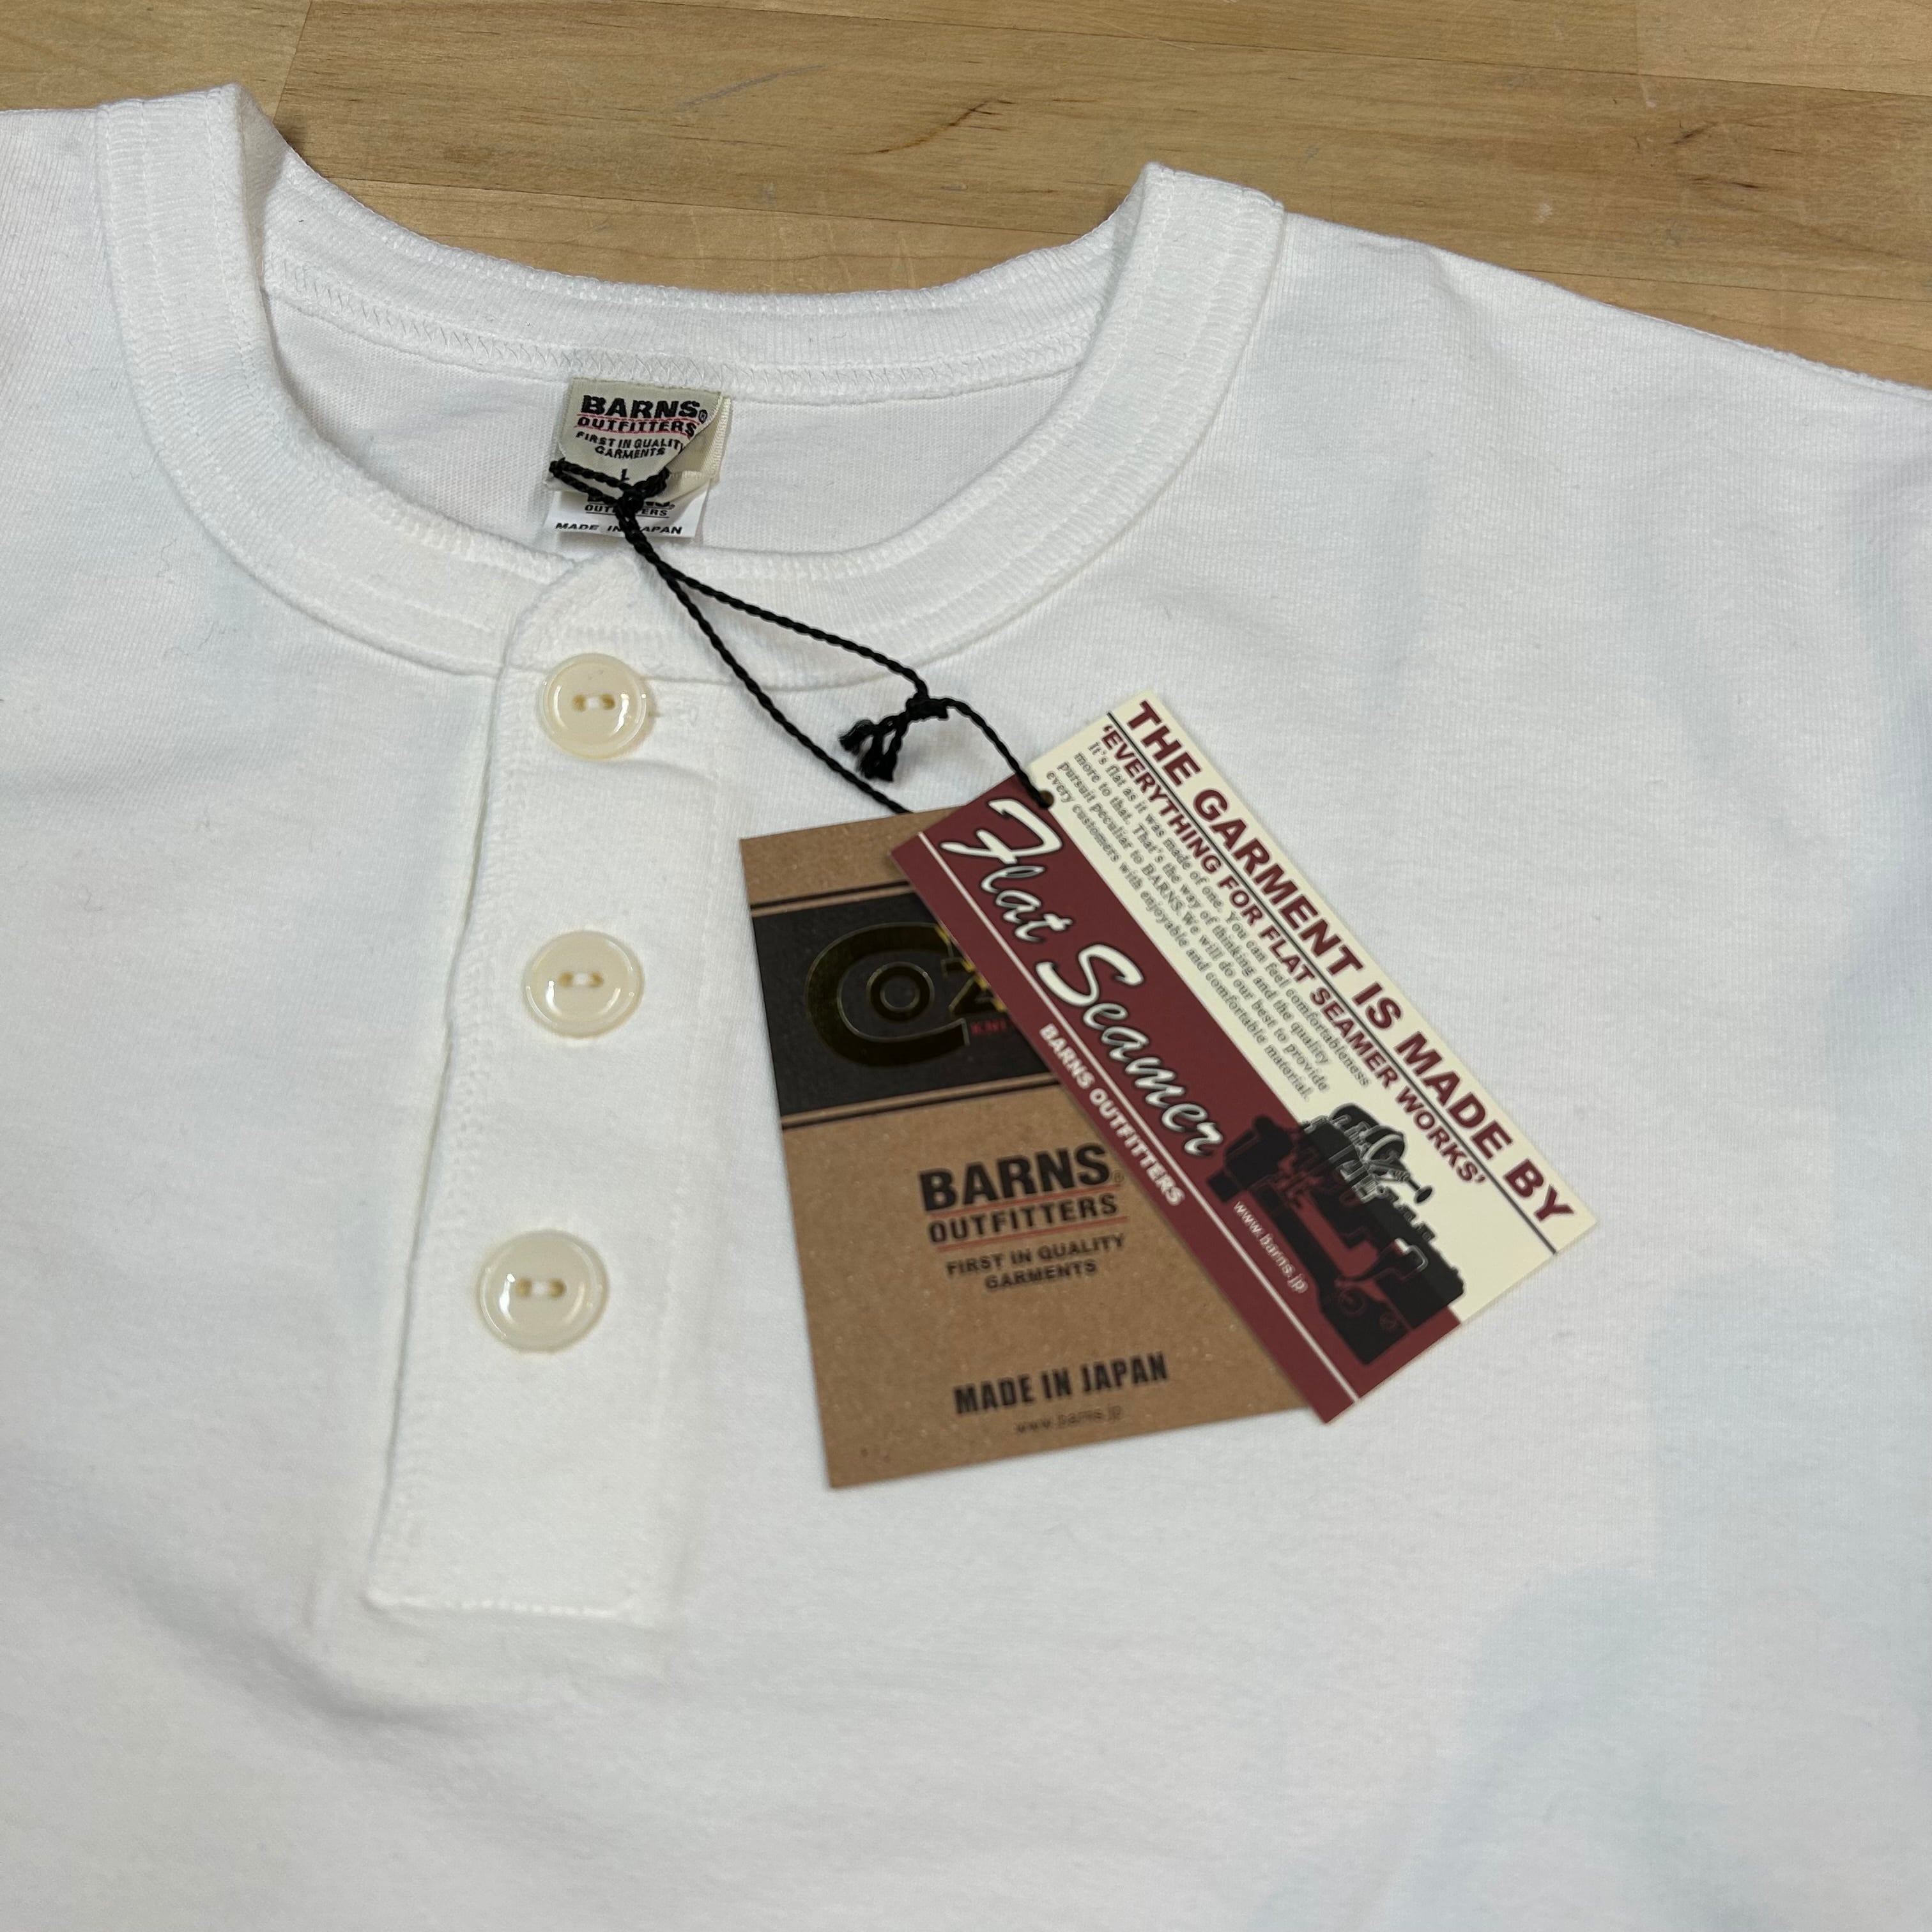 BARNS®
OUTFITTERS
FIRST IN QUALITY
GARMENTS
L
MADE IN JAPAN
THE GARMENT IS MADE BY
'EVERYTHING FOR FLAT SEAMER WORKS'
It's flat as it was made of one. You can feel comfortableness
more to that. That's the way of thinking and the quality
pursuit peculiar to BARNS. We will do our best to provide
every customers with enjoyable and comfortable material.
Flat Seamer
BARNS OUTFITTERS
www.barns.jp
BARNS®
OUTFITTERS
FIRST IN QUALITY
GARMENTS
MADE IN JAPAN
www.barns.jp